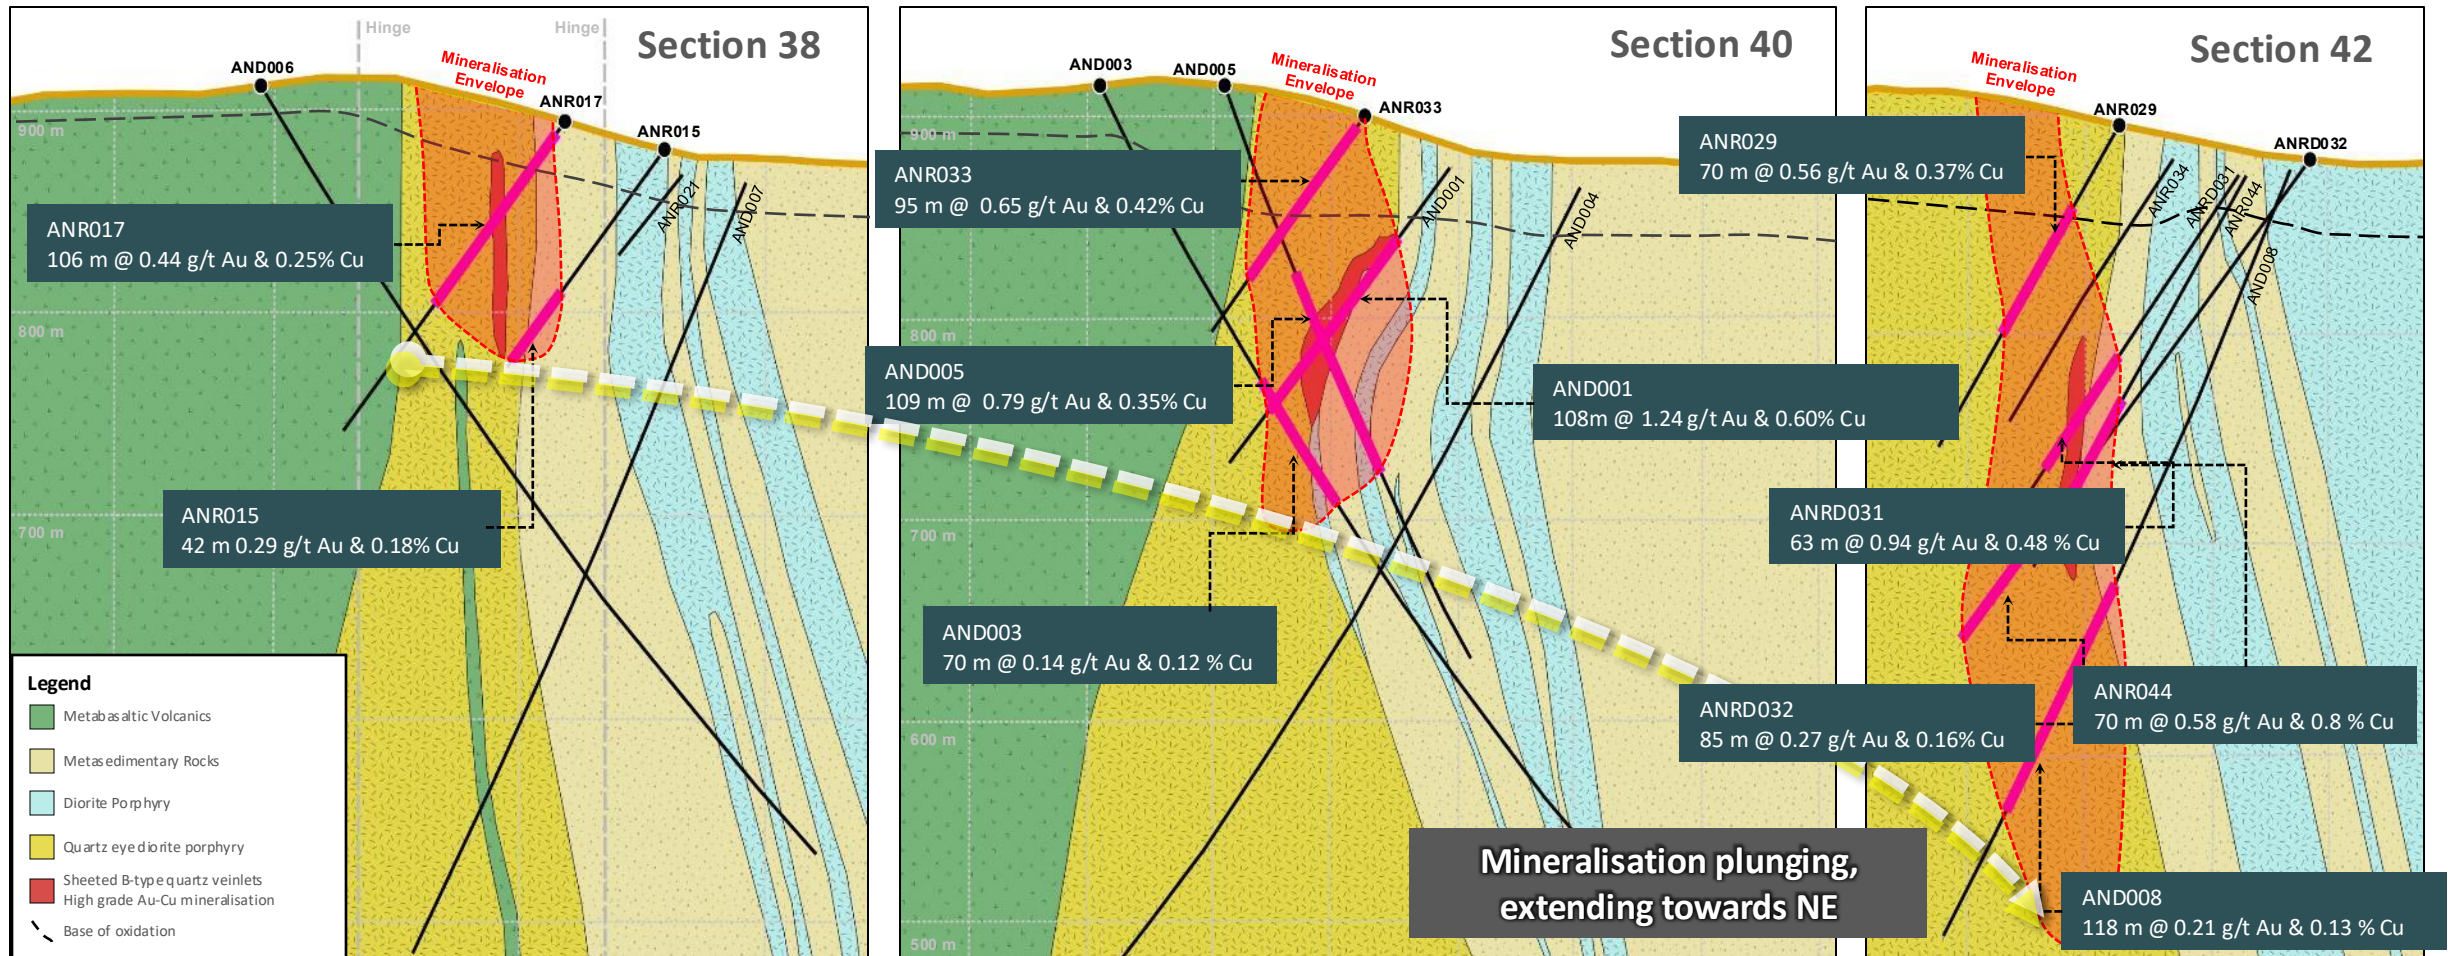 Hinge
Hinge
Section 38
AND006
Mineralisation
Envelope
ANR017
ANR015
900 m
ANR021
AND007
ANR017
106 m @ 0.44 g/t Au & 0.25% Cu
800 m
ANR015
42 m 0.29 g/t Au & 0.18% Cu
700 m
Legend
Metabasaltic Volcanics
Metasedimentary Rocks
Diorite Porphyry
Quartz eye diorite porphyry
Sheeted B-type quartz veinlets
High grade Au-Cu mineralisation
Base of oxidation
Section 40
AND003
AND005
Mineralisation
Envelope
ANR033
900 m
ANR033
95 m @ 0.65 g/t Au & 0.42% Cu
AND001
AND004
800 m
AND005
109 m @ 0.79 g/t Au & 0.35% Cu
AND001
108m @ 1.24 g/t Au & 0.60% Cu
700 m
AND003
70 m @ 0.14 g/t Au & 0.12 % Cu
600 m
500 m
Mineralisation plunging,
extending towards NE
Section 42
Mineralisation
Envelope
ANR029
ANRD032
ANR029
70 m @ 0.56 g/t Au & 0.37% Cu
ANR034
ANRD031
ANR044
AND008
ANRD031
63 m @ 0.94 g/t Au & 0.48 % Cu
ANR044
70 m @ 0.58 g/t Au & 0.8 % Cu
ANRD032
85 m @ 0.27 g/t Au & 0.16% Cu
AND008
118 m @ 0.21 g/t Au & 0.13 % Cu